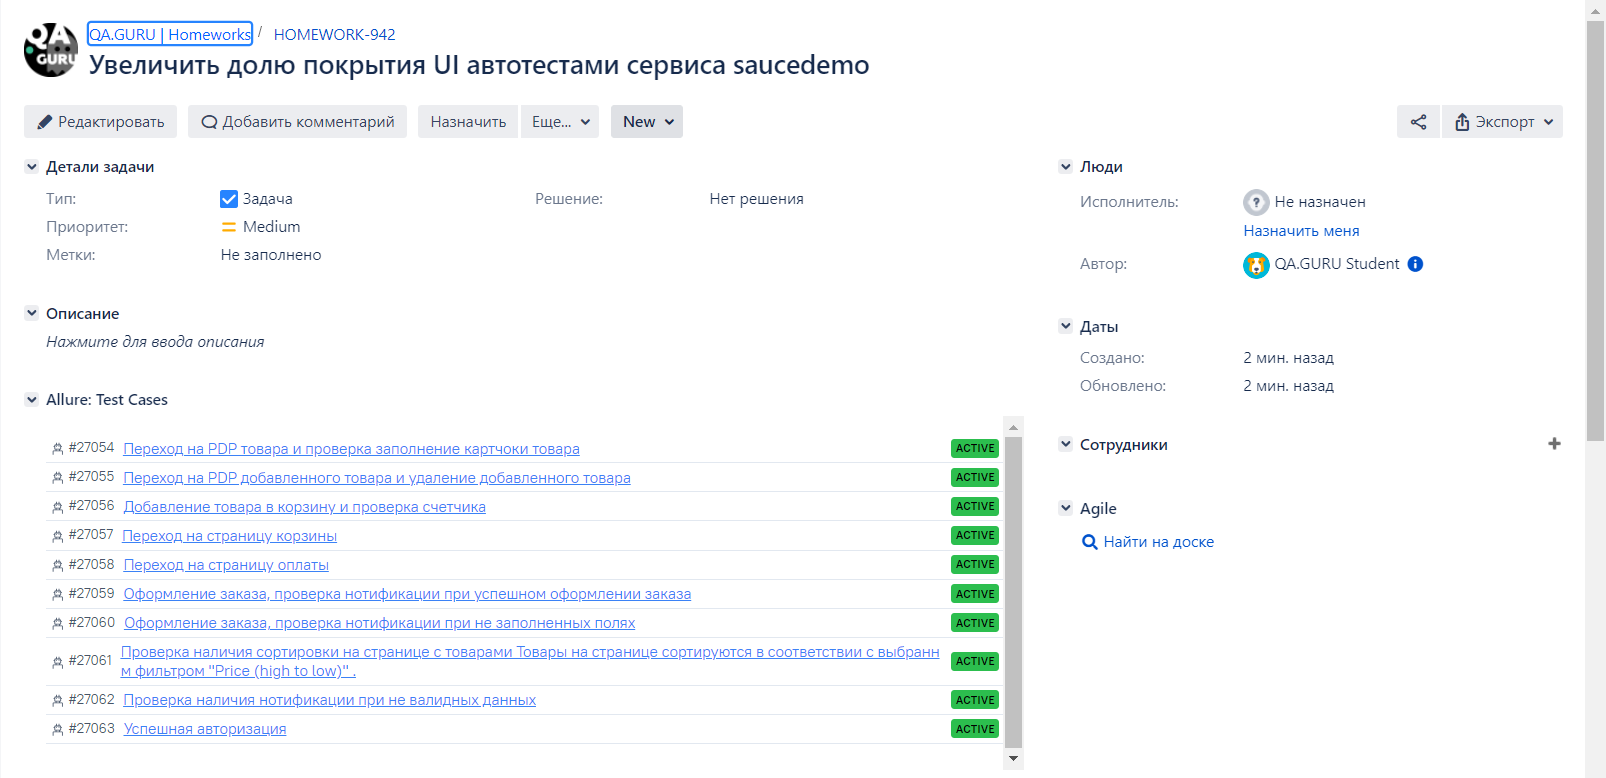 QA
GURU
QA.GURU | Homeworks / HOMEWORK-942
Увеличить долю покрытия UI автотестами сервиса saucedemo
Редактировать Добавить комментарий Назначить Еще... New Экспорт
Детали задачи
Тип: Задача Решение: Нет решения
Приоритет: Medium
Метки: Не заполнено
Описание
Нажмите для ввода описания
Allure: Test Cases
#27054 Переход на PDP товара и проверка заполнение картчоки товара ACTIVE
#27055 Переход на PDP добавленного товара и удаление добавленного товара ACTIVE
#27056 Добавление товара в корзину и проверка счетчика ACTIVE
#27057 Переход на страницу корзины ACTIVE
#27058 Переход на страницу оплаты ACTIVE
#27059 Оформление заказа, проверка нотификации при успешном оформлении заказа ACTIVE
#27060 Оформление заказа, проверка нотификации при не заполненных полях ACTIVE
#27061 Проверка наличия сортировки на странице с товарами Товары на странице сортируются в соответствии с выбранн ACTIVE
м фильтром "Price (high to low)" .
#27062 Проверка наличия нотификации при не валидных данных ACTIVE
#27063 Успешная авторизация ACTIVE
Люди
Исполнитель: Не назначен
Назначить меня
Автор: QA.GURU Student
Даты
Создано: 2 мин. назад
Обновлено: 2 мин. назад
Сотрудники
Agile
Найти на доске